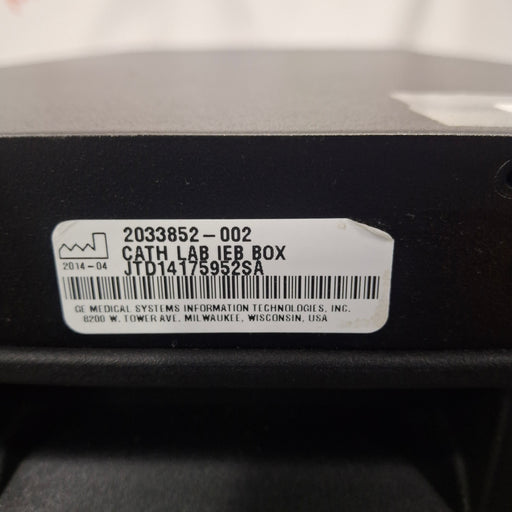 2033852-002
CATH LAB IEB BOX
2014-04
JTD14175952SA
GE MEDICAL SYSTEMS INFORMATION TECHNOLOGIES, INC.
8200 W. TOWER AVE. MILWAUKEE, WISCONSIN, USA